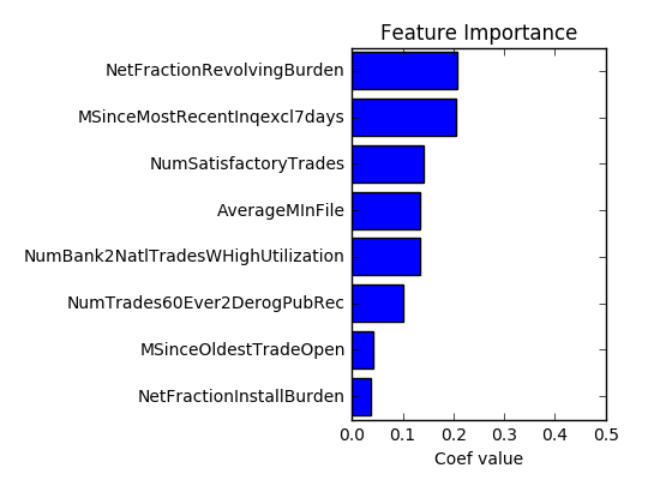 Feature Importance
NetFractionRevolvingBurden
MSinceMostRecentInqexcl7days
NumSatisfactoryTrades
AverageMInFile
NumBank2NatlTradesWHighUtilization
NumTrades60Ever2DerogPubRec
MSinceOldestTradeOpen
NetFractionInstallBurden
0.0 0.1 0.2 0.3 0.4 0.5
Coef value